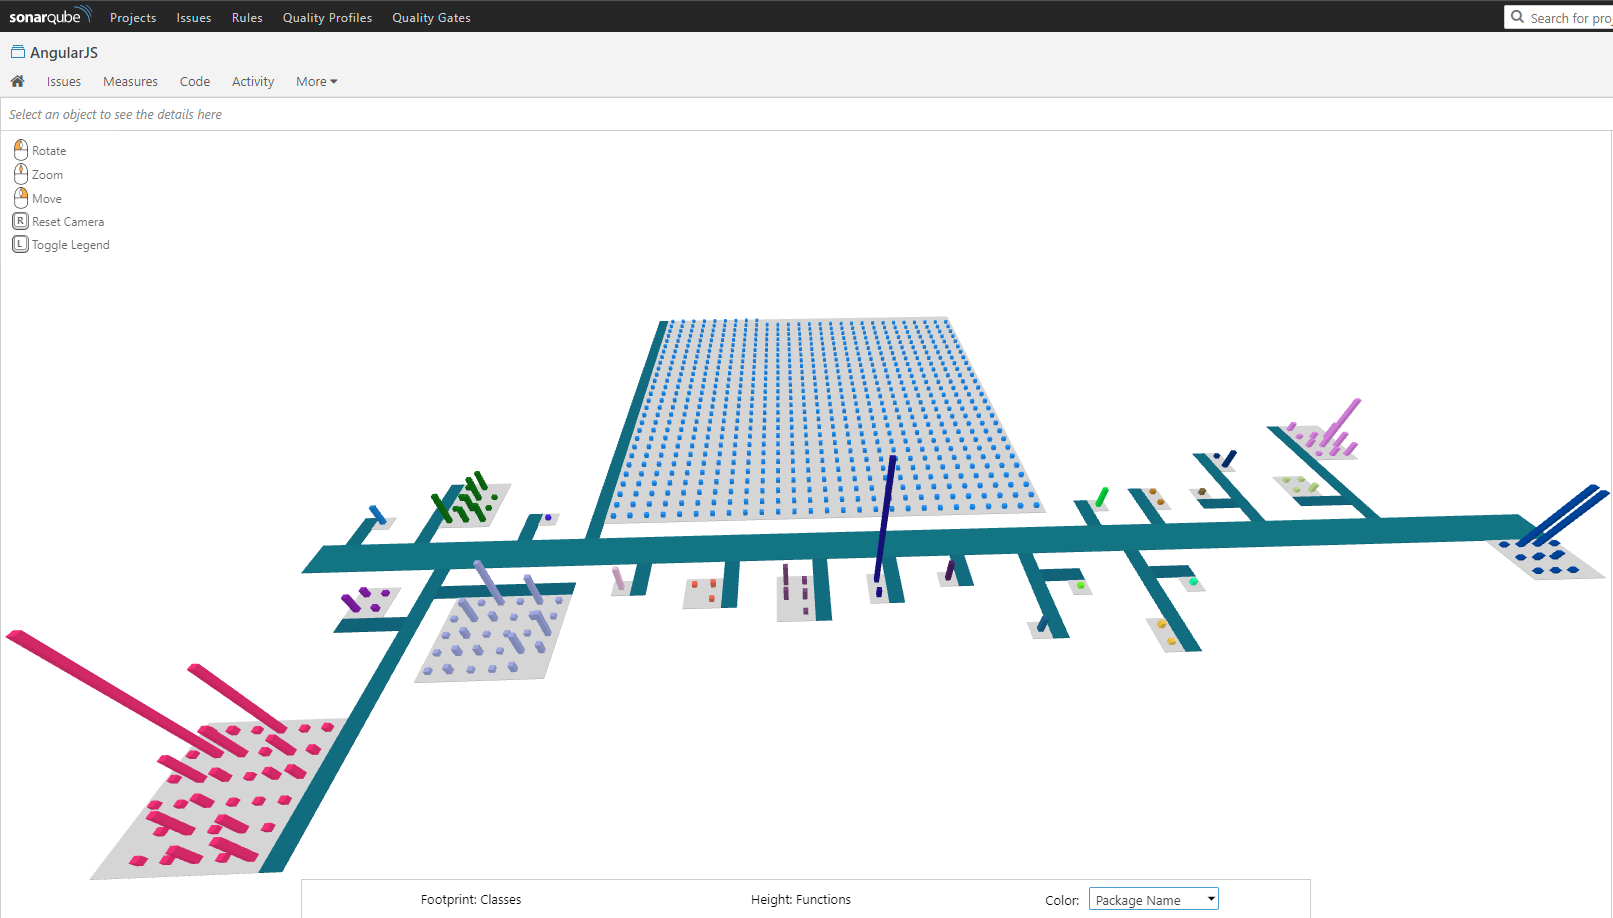 sonarqube Projects Issues Rules Quality Profiles Quality Gates Search for proj
AngularJS
Issues Measures Code Activity More
Select an object to see the details here
Rotate
Zoom
Move
R Reset Camera
L Toggle Legend
Footprint: Classes Height: Functions Color: Package Name